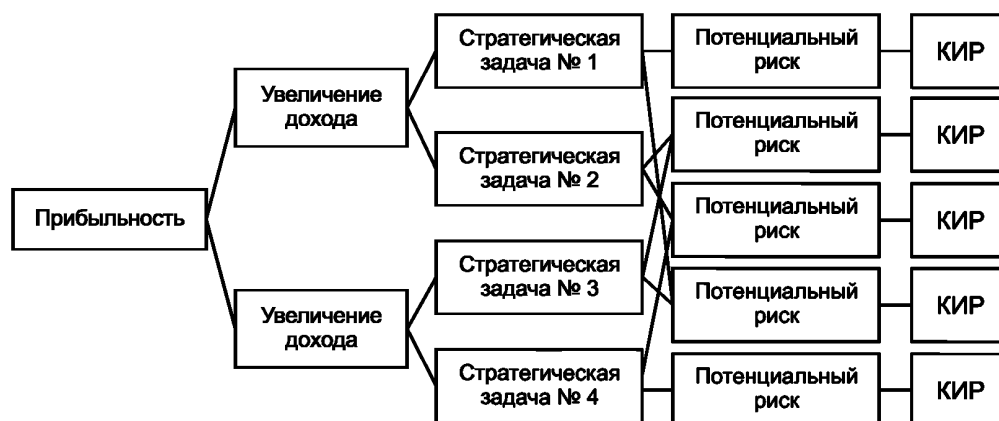 Прибыльность
Увеличение
дохода
Увеличение
дохода
Стратегическая
задача № 1
Стратегическая
задача № 2
Стратегическая
задача № 3
Стратегическая
задача № 4
Потенциальный
риск
Потенциальный
риск
Потенциальный
риск
Потенциальный
риск
Потенциальный
риск
КИР
КИР
КИР
КИР
КИР